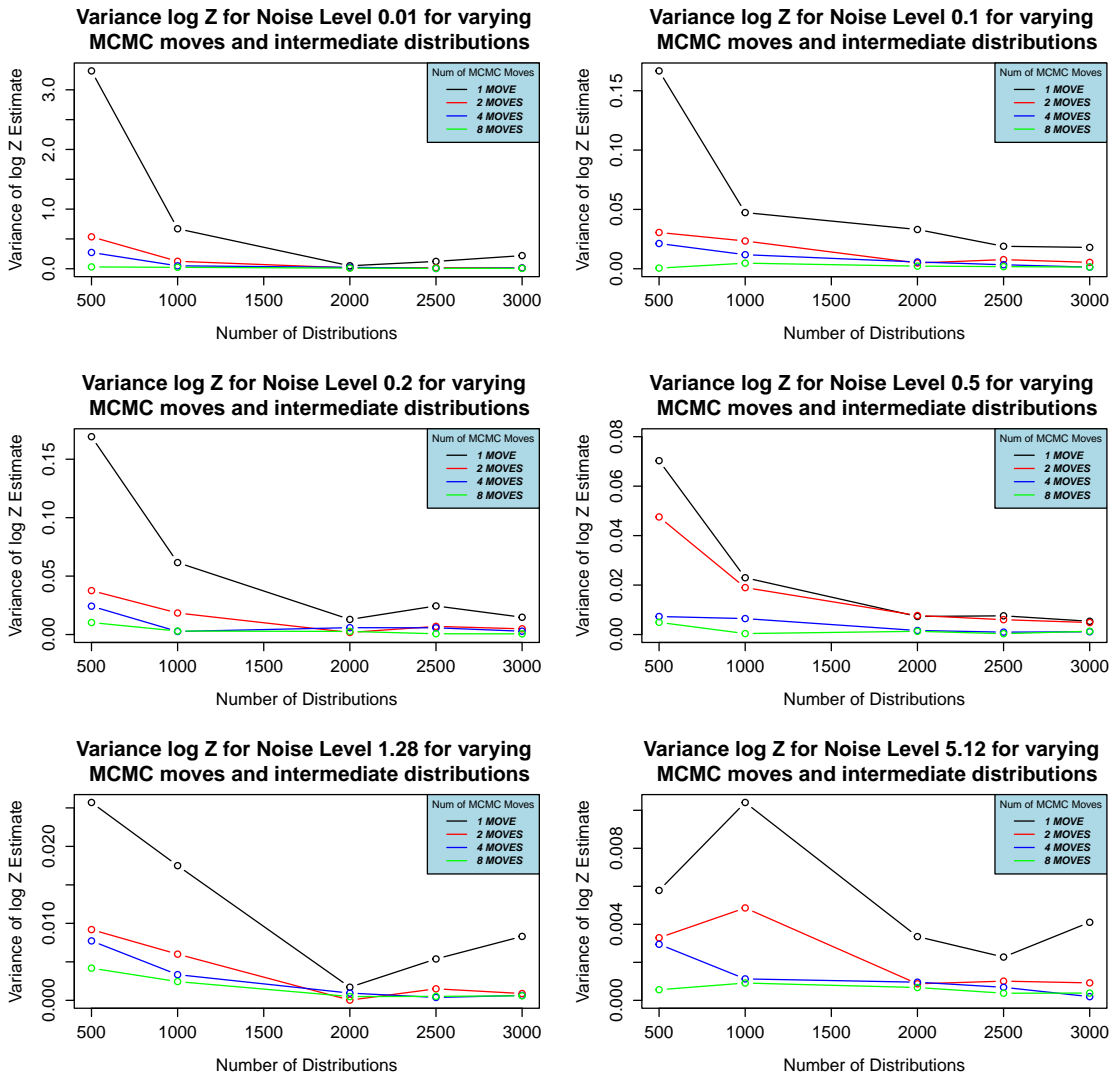 Variance log Z for Noise Level 0.01 for varying
MCMC moves and intermediate distributions
Variance of log Z Estimate
0.0
1.0
2.0
3.0
Num of MCMC Moves
1 MOVE
2 MOVES
4 MOVES
8 MOVES
500
1000
1500
2000
2500
3000
Number of Distributions
Variance log Z for Noise Level 0.1 for varying
MCMC moves and intermediate distributions
Variance of log Z Estimate
0.00
0.05
0.10
0.15
Num of MCMC Moves
1 MOVE
2 MOVES
4 MOVES
8 MOVES
500
1000
1500
2000
2500
3000
Number of Distributions
Variance log Z for Noise Level 0.2 for varying
MCMC moves and intermediate distributions
Variance of log Z Estimate
0.00
0.05
0.10
0.15
Num of MCMC Moves
1 MOVE
2 MOVES
4 MOVES
8 MOVES
500
1000
1500
2000
2500
3000
Number of Distributions
Variance log Z for Noise Level 0.5 for varying
MCMC moves and intermediate distributions
Variance of log Z Estimate
0.00
0.02
0.04
0.06
0.08
Num of MCMC Moves
1 MOVE
2 MOVES
4 MOVES
8 MOVES
500
1000
1500
2000
2500
3000
Number of Distributions
Variance log Z for Noise Level 1.28 for varying
MCMC moves and intermediate distributions
Variance of log Z Estimate
0.000
0.010
0.020
Num of MCMC Moves
1 MOVE
2 MOVES
4 MOVES
8 MOVES
500
1000
1500
2000
2500
3000
Number of Distributions
Variance log Z for Noise Level 5.12 for varying
MCMC moves and intermediate distributions
Variance of log Z Estimate
0.000
0.004
0.008
Num of MCMC Moves
1 MOVE
2 MOVES
4 MOVES
8 MOVES
500
1000
1500
2000
2500
3000
Number of Distributions